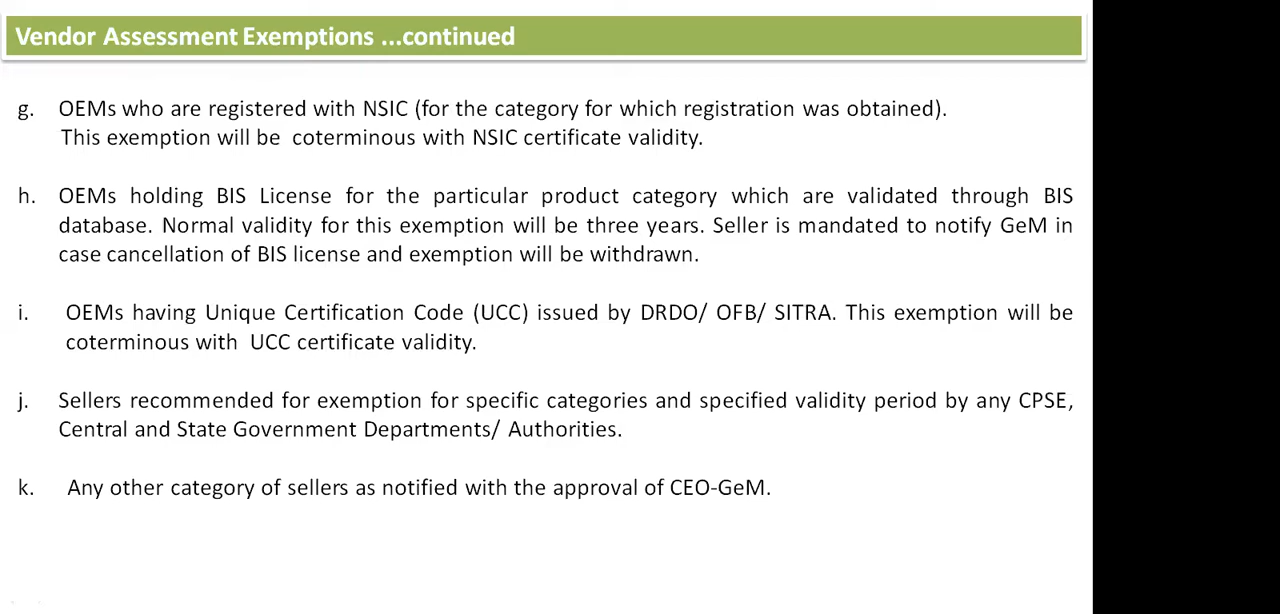 Vendor Assessment Exemptions ...continued
g. OEMs who are registered with NSIC (for the category for which registration was obtained).
This exemption will be coterminous with NSIC certificate validity.
h. OEMs holding BIS License for the particular product category which are validated through BIS
database. Normal validity for this exemption will be three years. Seller is mandated to notify GeM in
case cancellation of BIS license and exemption will be withdrawn.
i. OEMs having Unique Certification Code (UCC) issued by DRDO/ OFB/ SITRA. This exemption will be
coterminous with UCC certificate validity.
j. Sellers recommended for exemption for specific categories and specified validity period by any CPSE,
Central and State Government Departments/ Authorities.
k. Any other category of sellers as notified with the approval of CEO-GeM.